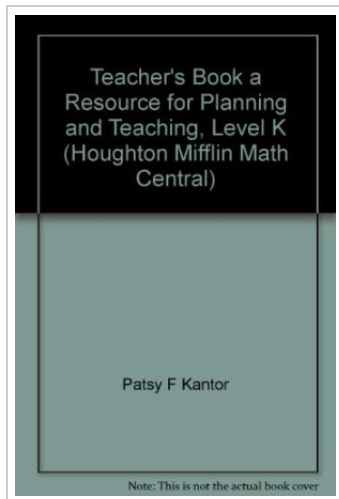 Teacher's Book a
Resource for Planning
and Teaching, Level K
(Houghton Mifflin Math
Central)
Patsy F Kantor
Note: This is not the actual book cover